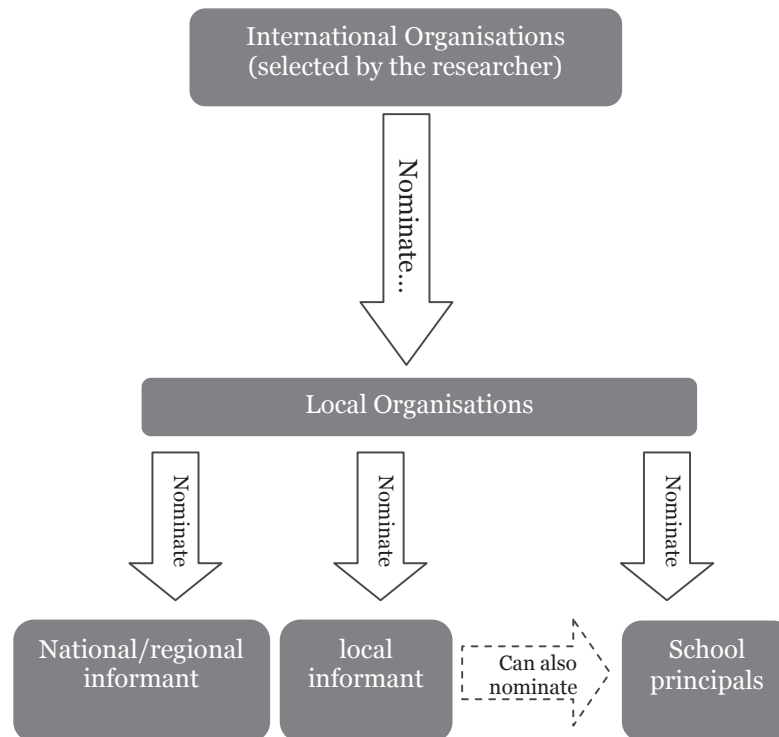 International Organisations
(selected by the researcher)
Nominate...
Local Organisations
Nominate
Nominate
Nominate
National/regional
informant
local
informant
Can also
nominate
School
principals